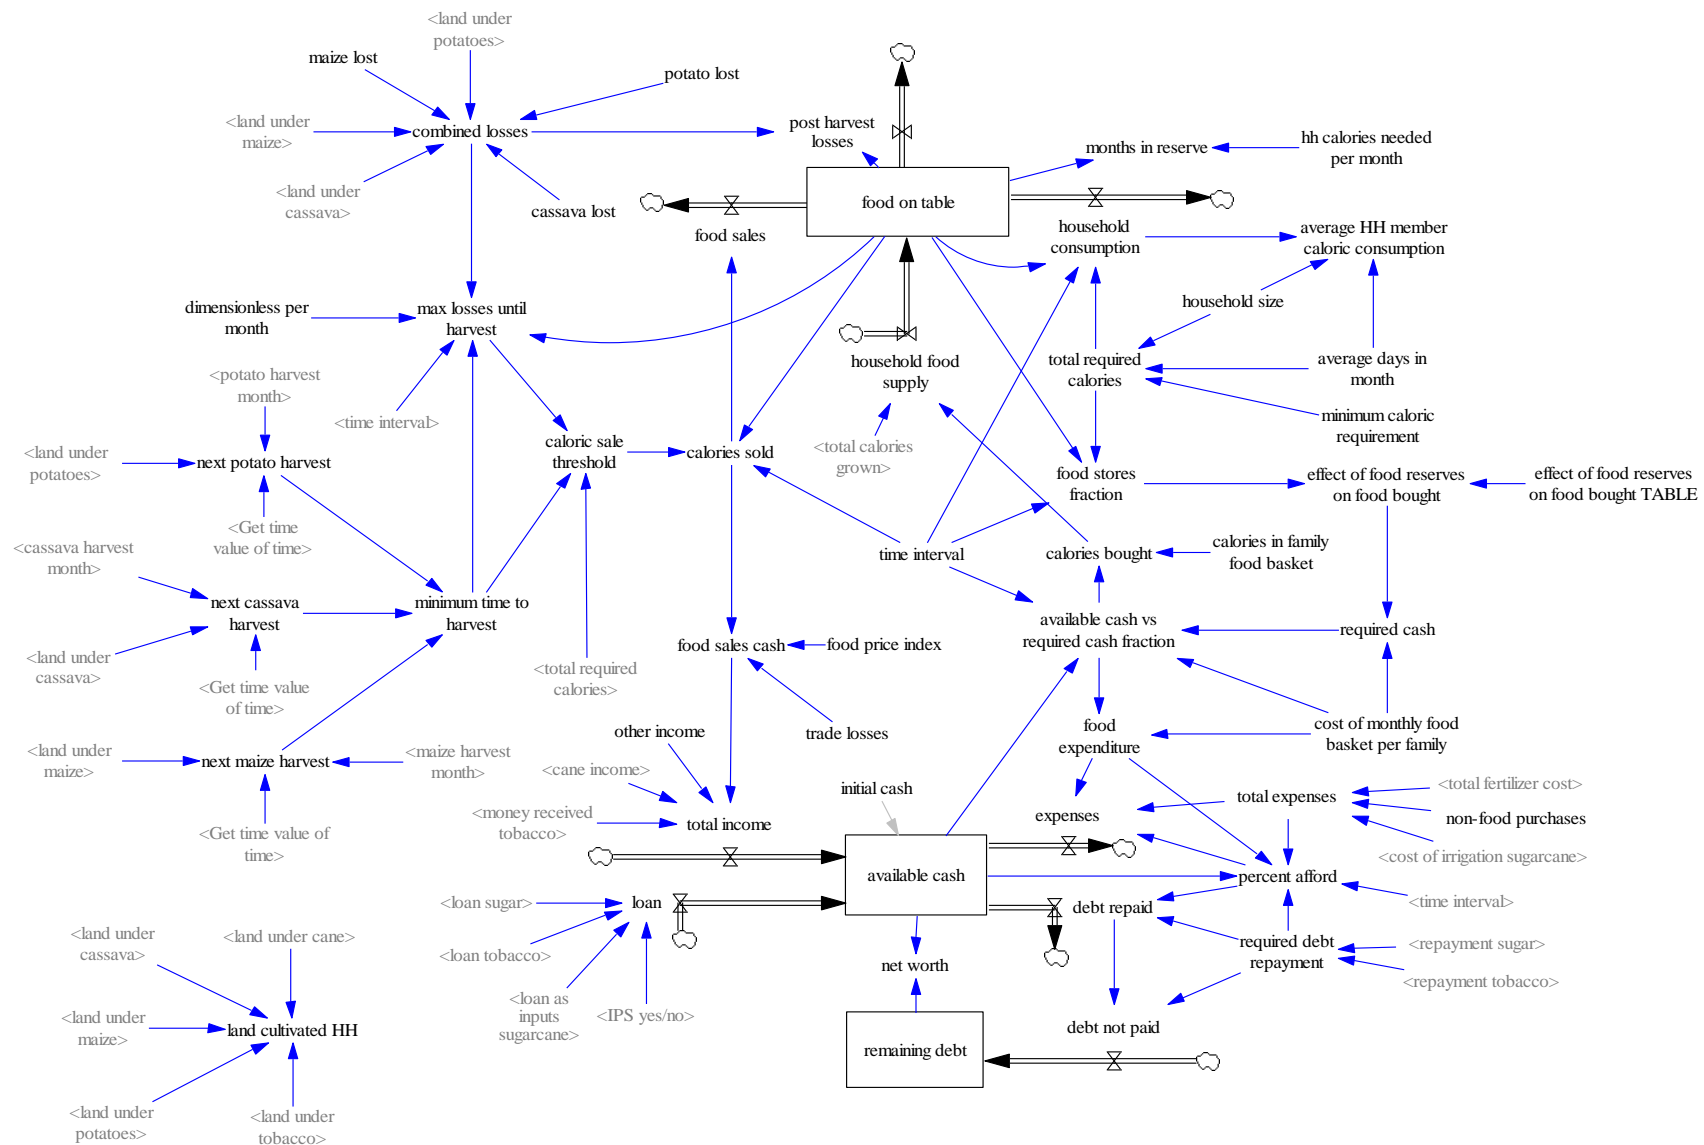 <land under
potatoes>
maize lost
potato lost
<land under
maize>
combined losses
post harvest
losses
months in reserve
hh calories needed
per month
<land under
cassava>
cassava lost
food on table
food sales
household
consumption
average HH member
caloric consumption
dimensionless per
month
max losses until
harvest
household size
household food
supply
total required
calories
average days in
month
<potato harvest
month>
<time interval>
minimum caloric
requirement
<land under
potatoes>
next potato harvest
caloric sale
threshold
calories sold
<total calories
grown>
food stores
fraction
effect of food reserves
on food bought
effect of food reserves
on food bought TABLE
<Get time
value of time>
<cassava harvest
month>
time interval
calories bought
calories in family
food basket
next cassava
harvest
minimum time to
harvest
available cash vs
required cash fraction
required cash
<land under
cassava>
<Get time value
of time>
<total required
calories>
food sales cash
food price index
<land under
maize>
next maize harvest
<maize harvest
month>
other income
trade losses
food
expenditure
cost of monthly food
basket per family
<cane income>
initial cash
<Get time value of
time>
<money received
tobacco>
total income
expenses
total expenses
<total fertilizer cost>
non-food purchases
<cost of irrigation sugarcane>
available cash
percent afford
<time interval>
<loan sugar>
loan
debt repaid
<loan tobacco>
required debt
repayment
<repayment sugar>
<repayment tobacco>
<land under
cassava>
<land under cane>
net worth
<loan as
inputs
sugarcane>
<IPS yes/no>
debt not paid
<land under
maize>
land cultivated HH
remaining debt
<land under
potatoes>
<land under
tobacco>